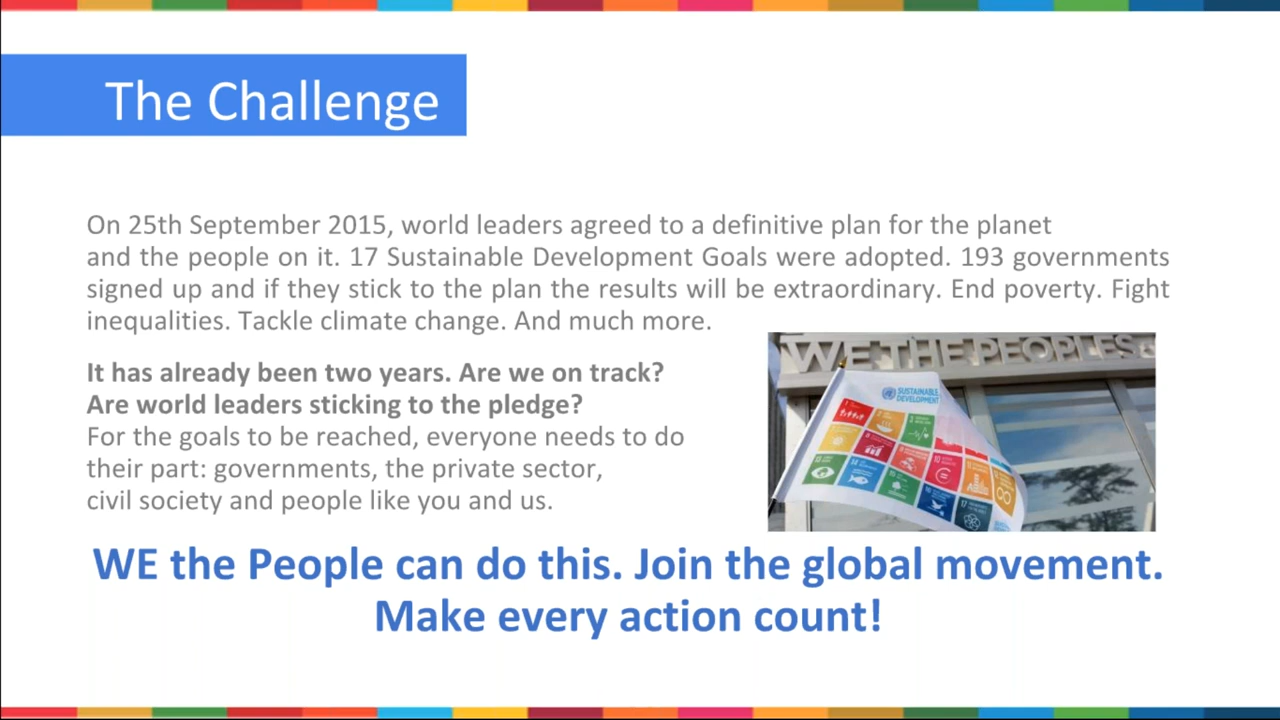 The Challenge
On 25th September 2015, world leaders agreed to a definitive plan for the planet
and the people on it. 17 Sustainable Development Goals were adopted. 193 governments
signed up and if they stick to the plan the results will be extraordinary. End poverty. Fight
inequalities. Tackle climate change. And much more.
It has already been two years. Are we on track?
Are world leaders sticking to the pledge?
For the goals to be reached, everyone needs to do
their part: governments, the private sector,
civil society and people like you and us.
WE THE PEOPLES
SUSTAINABLE
DEVELOPMENT
WE the People can do this. Join the global movement.
Make every action count!